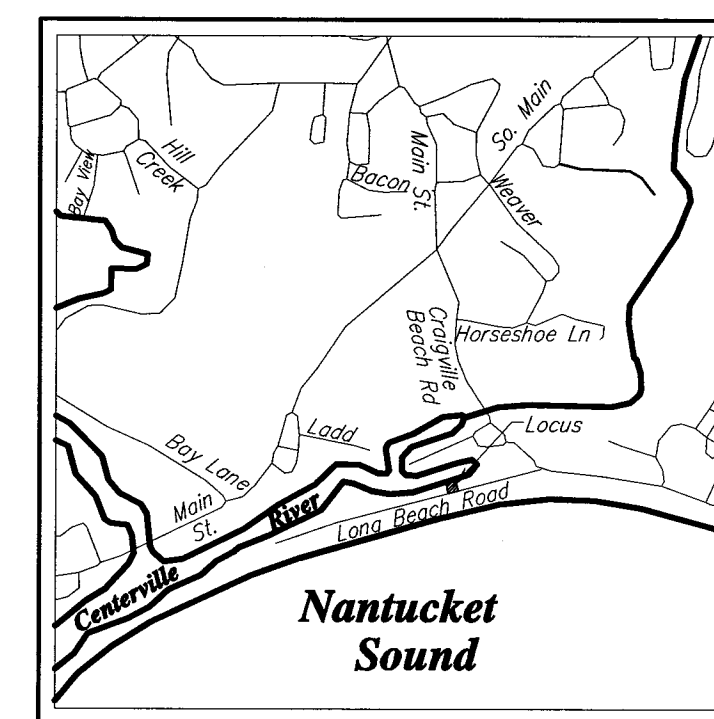 So. Main
Hill
Creek
Bay View
Main St.
Bacon
Weaver
Craigville
Beach Rd
Horseshoe Ln
Ladd
Locus
Bay Lane
Main
St.
River
Long Beach Road
Centerville
Nantucket
Sound